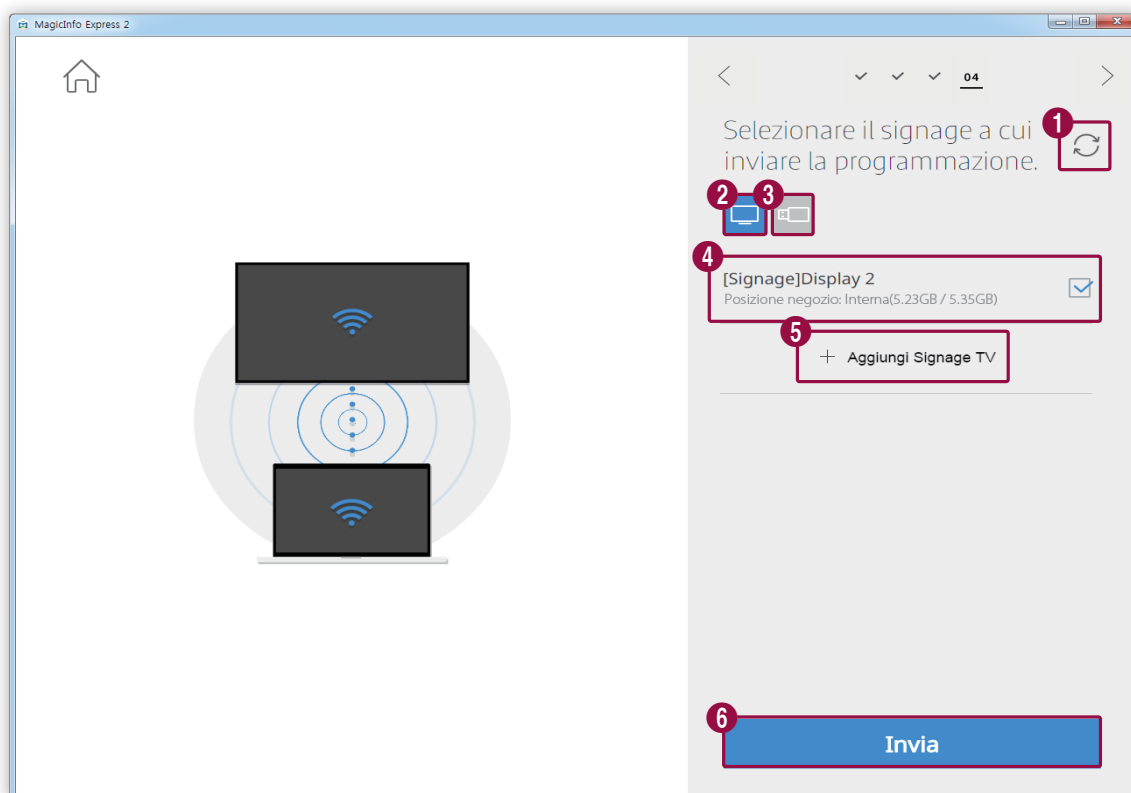 MagicInfo Express 2
04
Selezionare il signage a cui
inviare la programmazione.
1
2
3
4
[Signage]Display 2
Posizione negozio: Interna(5.23GB / 5.35GB)
5
+ Aggiungi Signage TV
6
Invia